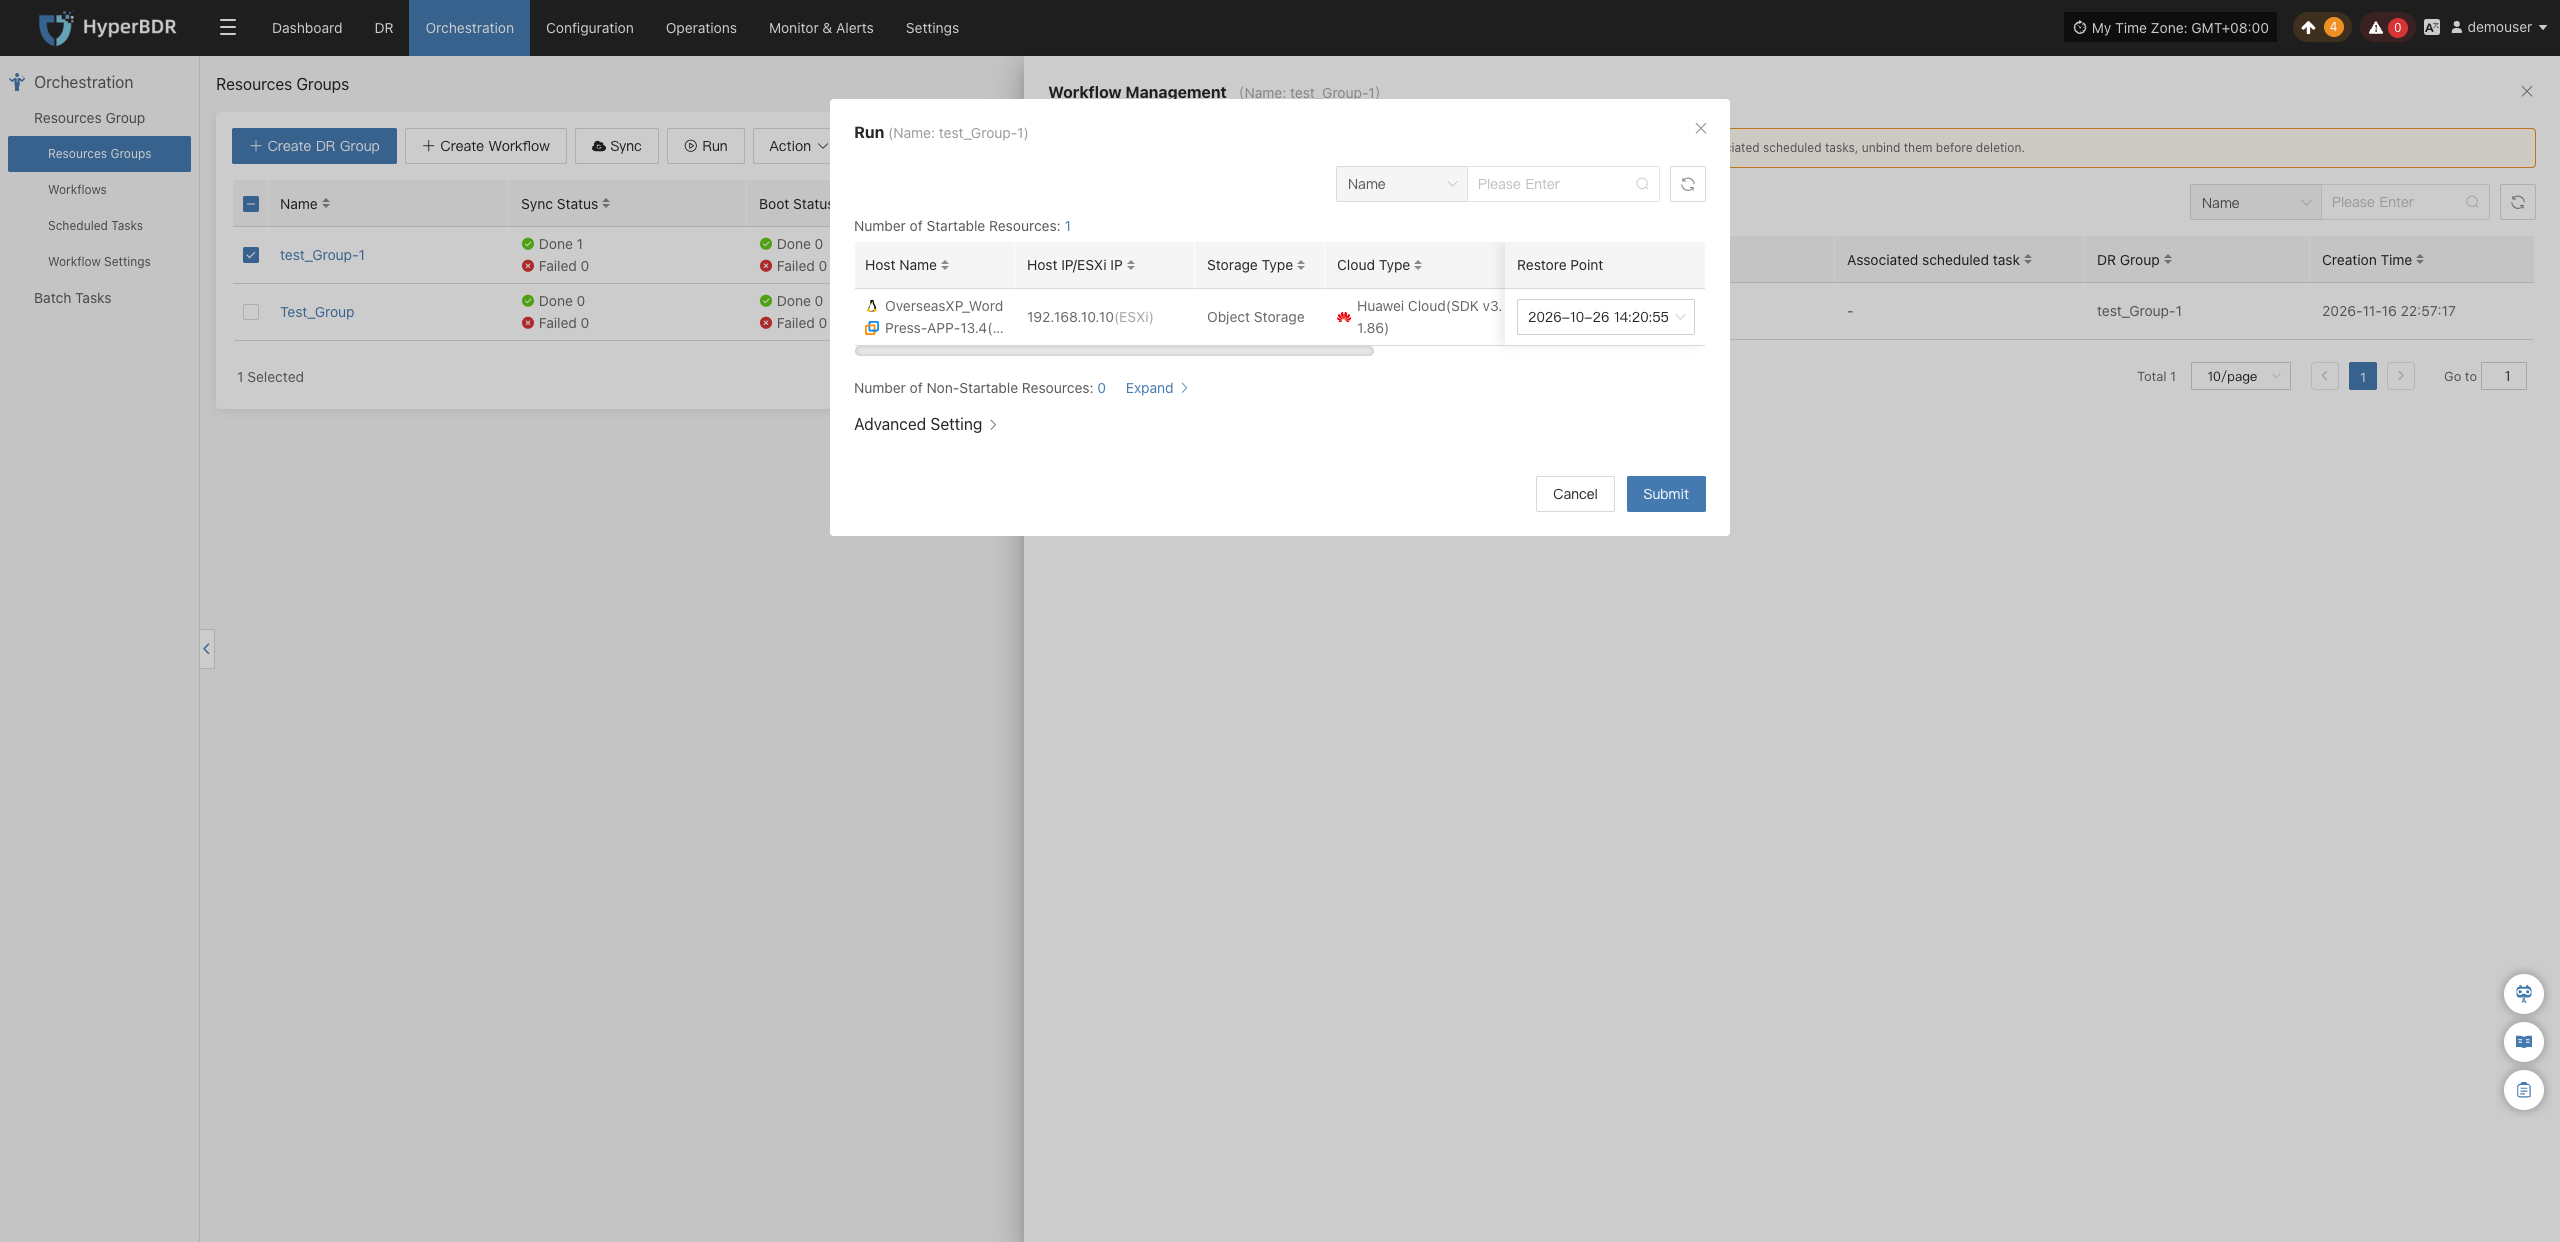 HyperBDR
Dashboard
DR
Orchestration
Configuration
Operations
Monitor & Alerts
Settings
My Time Zone: GMT+08:00
4
0
demouser
Orchestration
Resources Group
Resources Groups
Workflows
Scheduled Tasks
Workflow Settings
Batch Tasks
Resources Groups
Create DR Group
Create Workflow
Sync
Run
Action
Name
Sync Status
Boot Status
test_Group-1
Done 1
Failed 0
Done 0
Failed 0
Test_Group
Done 0
Failed 0
Done 0
Failed 0
1 Selected
Workflow Management (Name: test_Group-1)
scheduled tasks, unbind them before deletion.
Name
Please Enter
Associated scheduled task
DR Group
Creation Time
-
test_Group-1
2026-11-16 22:57:17
Total 1
10/page
1
Go to
1
Run (Name: test_Group-1)
Name
Please Enter
Number of Startable Resources: 1
Host Name
Host IP/ESXi IP
Storage Type
Cloud Type
Restore Point
OverseasXP_Word
Press-APP-13.4(...
192.168.10.10(ESXi)
Object Storage
Huawei Cloud(SDK v3.
1.86)
2026-10-26 14:20:55
Number of Non-Startable Resources: 0
Expand
Advanced Setting
Cancel
Submit